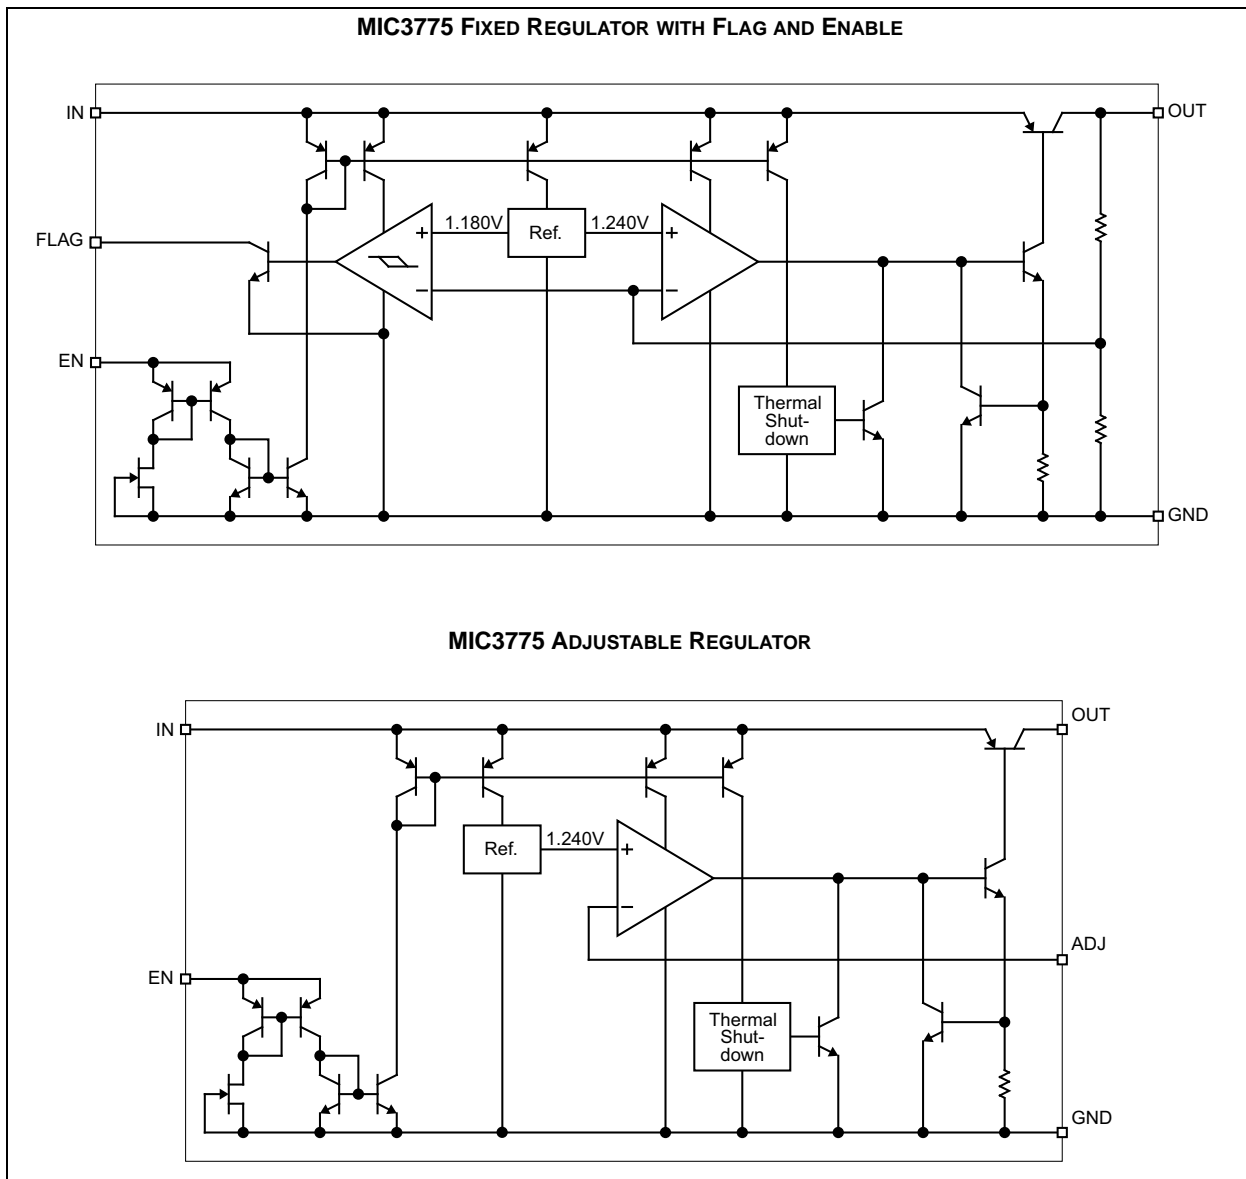 MIC3775 FIXED REGULATOR WITH FLAG AND ENABLE
IN
OUT
1.180V
Ref.
1.240V
+
+
FLAG
−
−
EN
Thermal
Shut-
down
GND
MIC3775 ADJUSTABLE REGULATOR
IN
OUT
Ref.
1.240V
+
−
ADJ
EN
Thermal
Shut-
down
GND